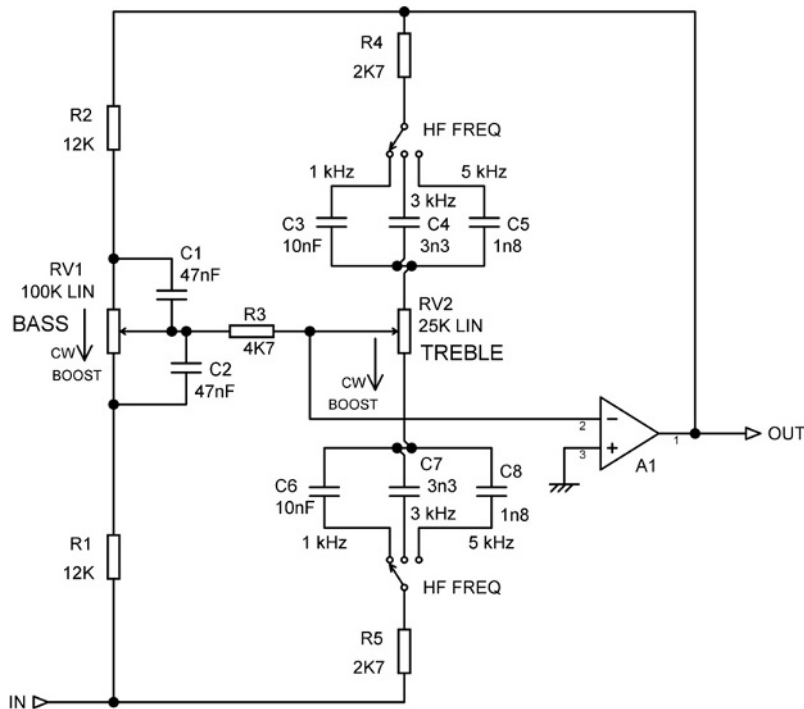 R4
2K7
R2
12K
HF FREQ
1 kHz
5 kHz
3 kHz
C3
10nF
C4
3n3
C5
1n8
C1
47nF
RV1
100K LIN
BASS
CW
BOOST
R3
4K7
RV2
25K LIN
TREBLE
CW
BOOST
C2
47nF
2
−
3
+
1
A1
OUT
C6
10nF
C7
3n3
C8
1n8
3 kHz
1 kHz
5 kHz
HF FREQ
R1
12K
R5
2K7
IN